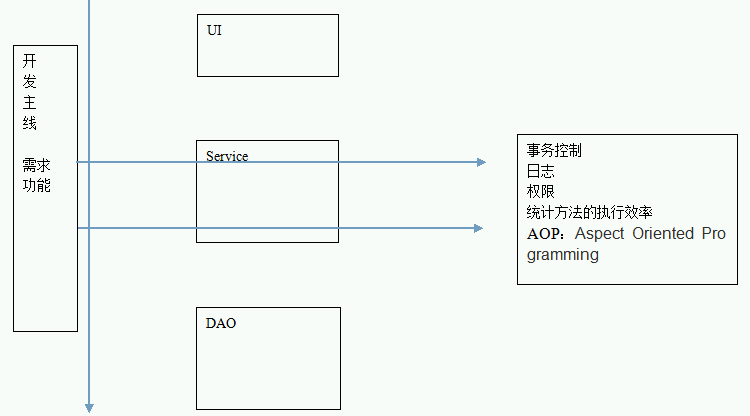 开
发
主
线
需求
功能
UI
Service
DAO
事务控制
日志
权限
统计方法的执行效率
AOP：Aspect Oriented Pro
gramming